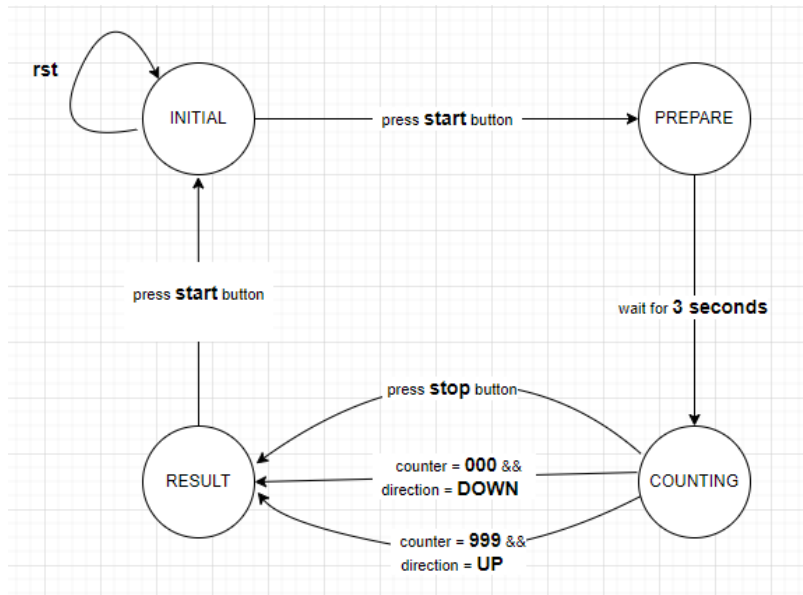 rst
INITIAL
press start button
PREPARE
press start button
wait for 3 seconds
press stop button
RESULT
counter = 000 &&
direction = DOWN
COUNTING
counter = 999 &&
direction = UP